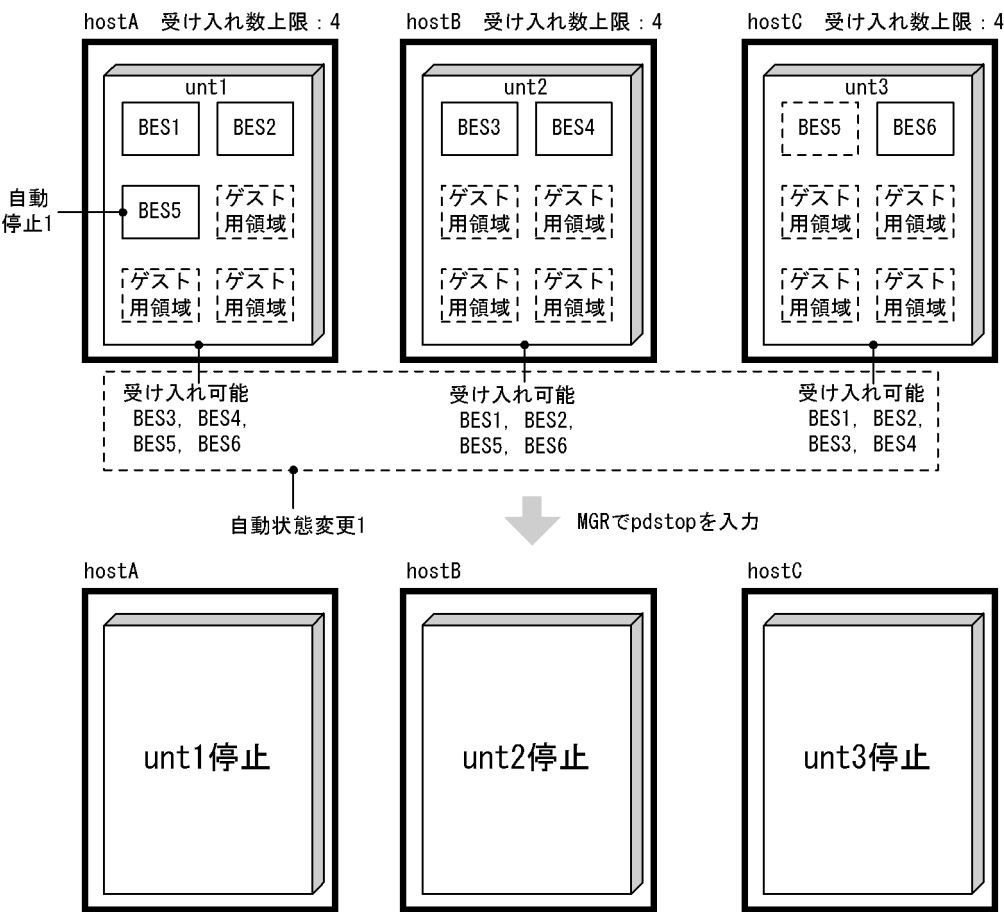 hostA 受け入れ数上限：4
hostB 受け入れ数上限：4
hostC 受け入れ数上限：4
unt1
BES1
BES2
自動
停止1
BES5
ゲスト
用領域
ゲスト
用領域
ゲスト
用領域
unt2
BES3
BES4
ゲスト
用領域
ゲスト
用領域
ゲスト
用領域
ゲスト
用領域
unt3
BES5
BES6
ゲスト
用領域
ゲスト
用領域
ゲスト
用領域
ゲスト
用領域
受け入れ可能
BES3, BES4,
BES5, BES6
受け入れ可能
BES1, BES2,
BES5, BES6
受け入れ可能
BES1, BES2,
BES3, BES4
自動状態変更1
MGRでpdstopを入力
hostA
hostB
hostC
unt1停止
unt2停止
unt3停止